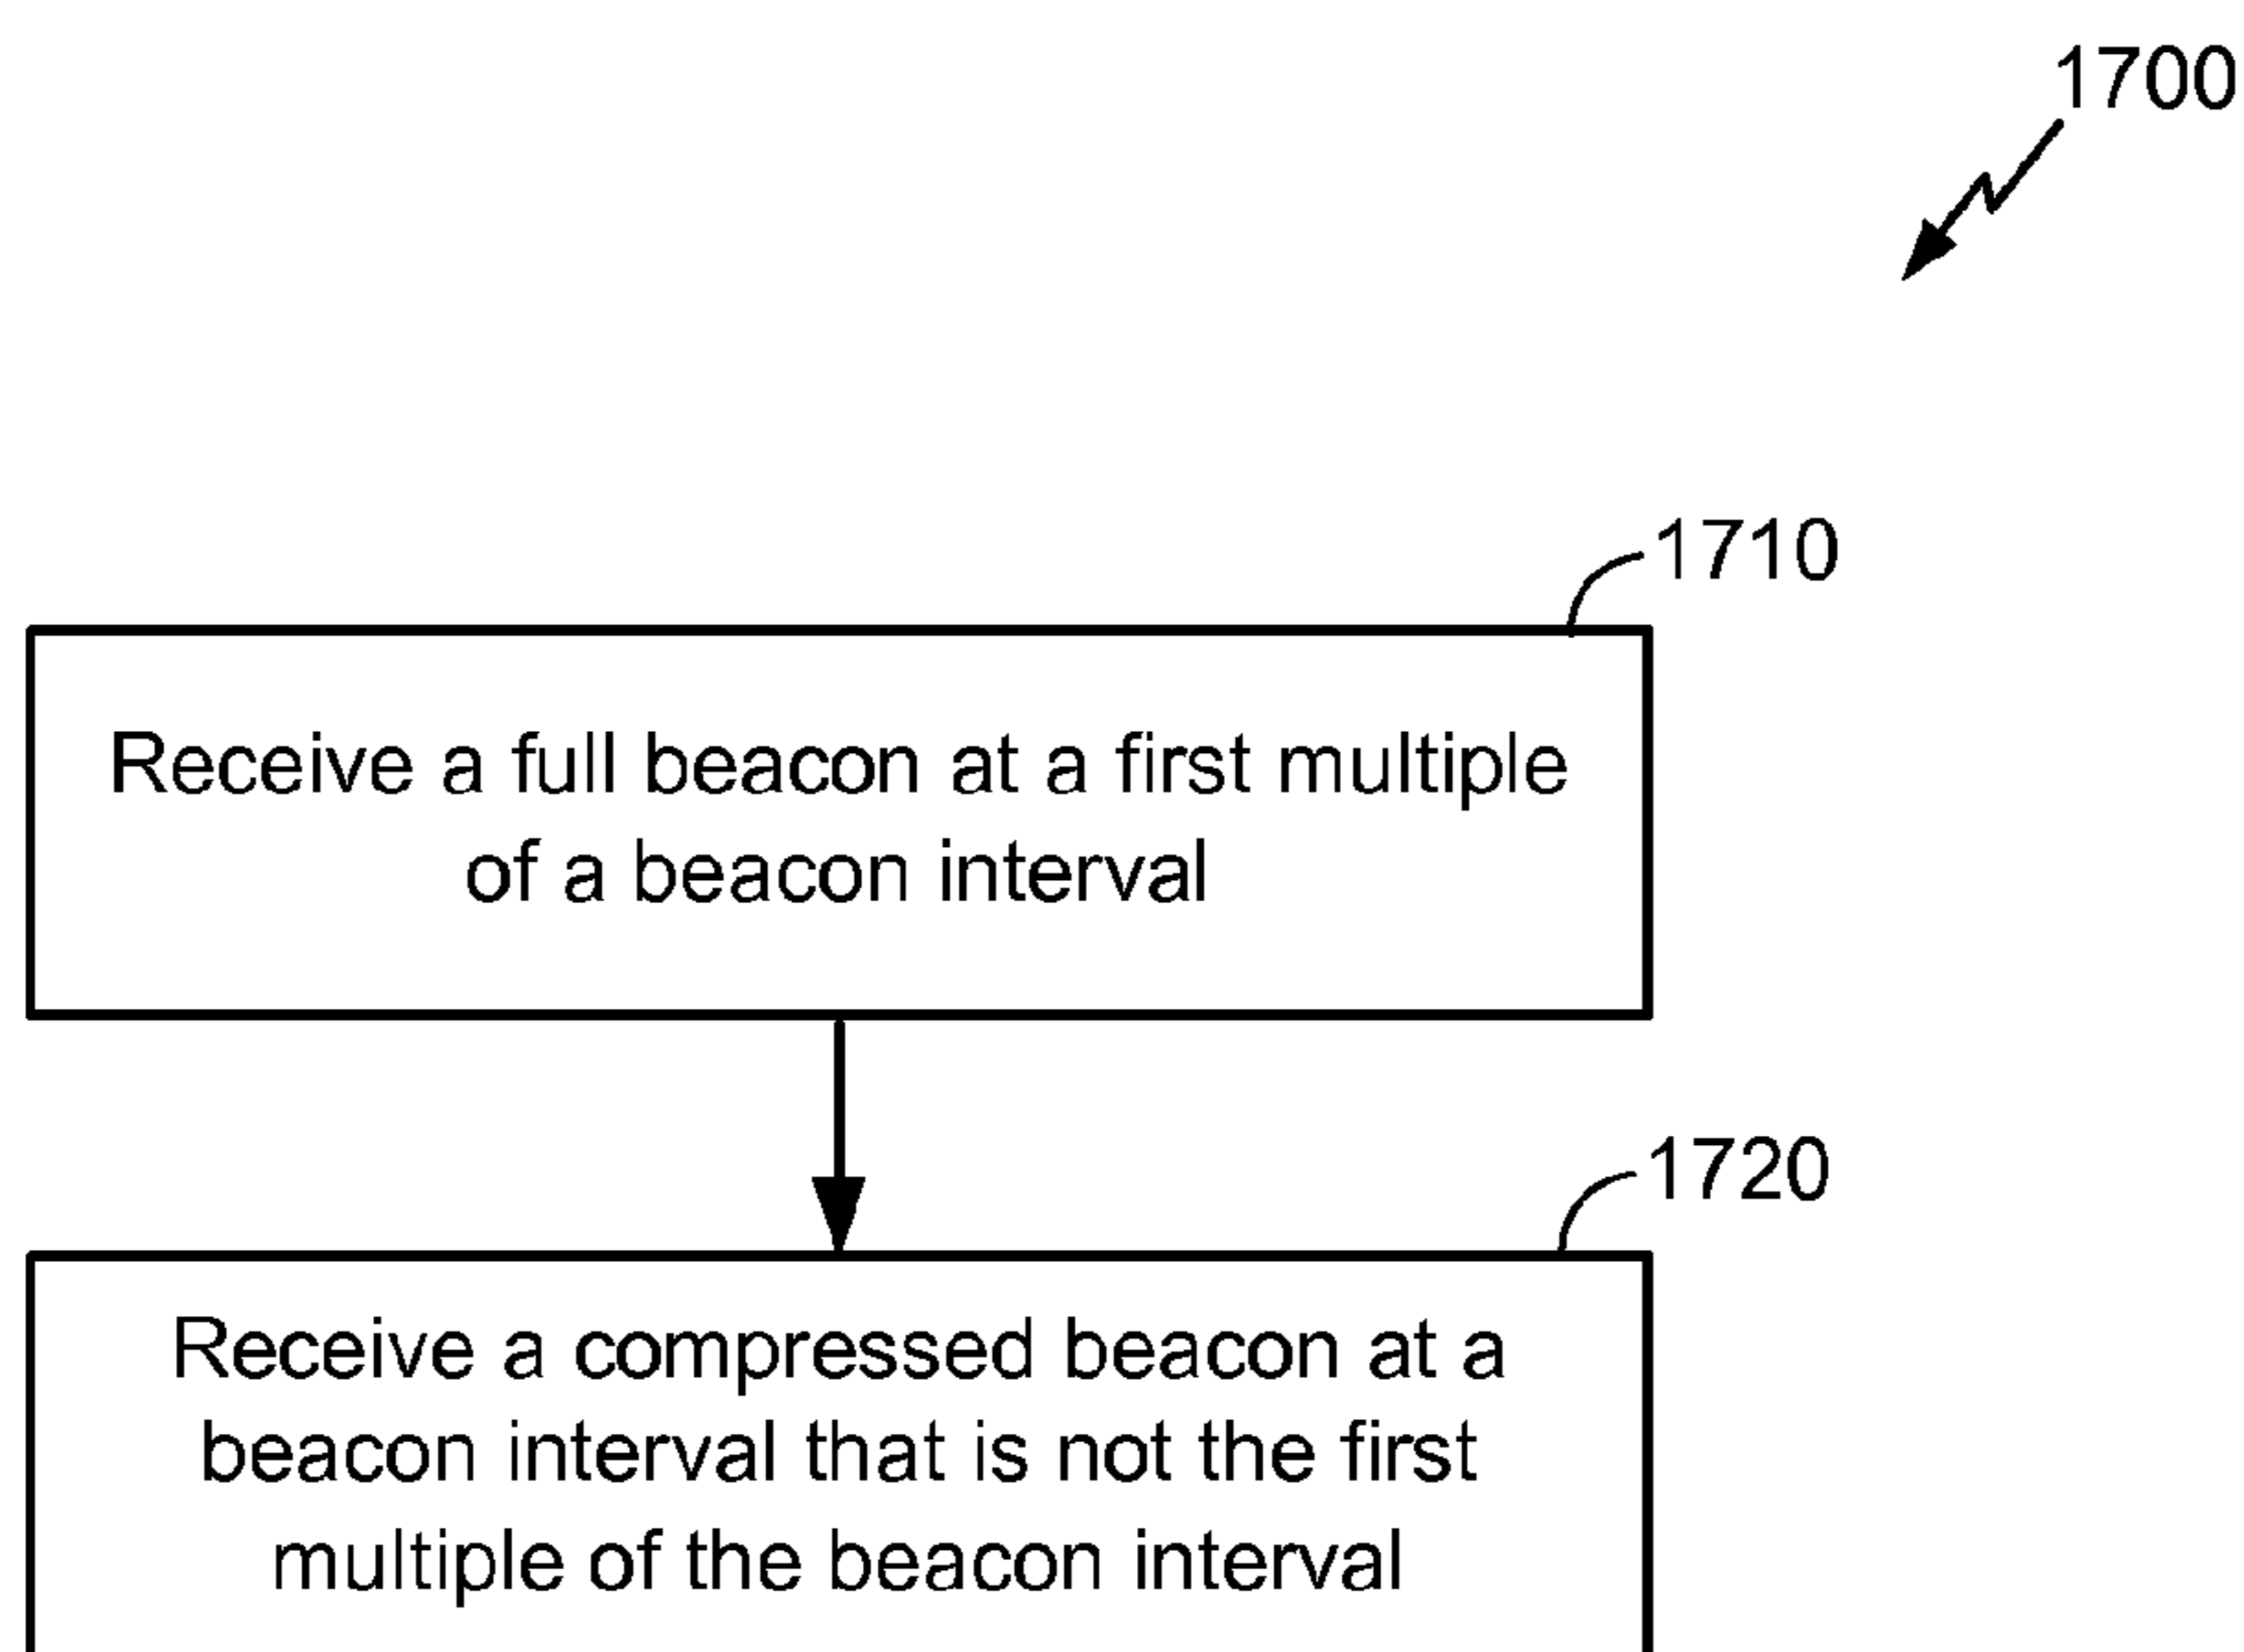 1700
1710
Receive a full beacon at a first multiple
of a beacon interval
1720
Receive a compressed beacon at a
beacon interval that is not the first
multiple of the beacon interval